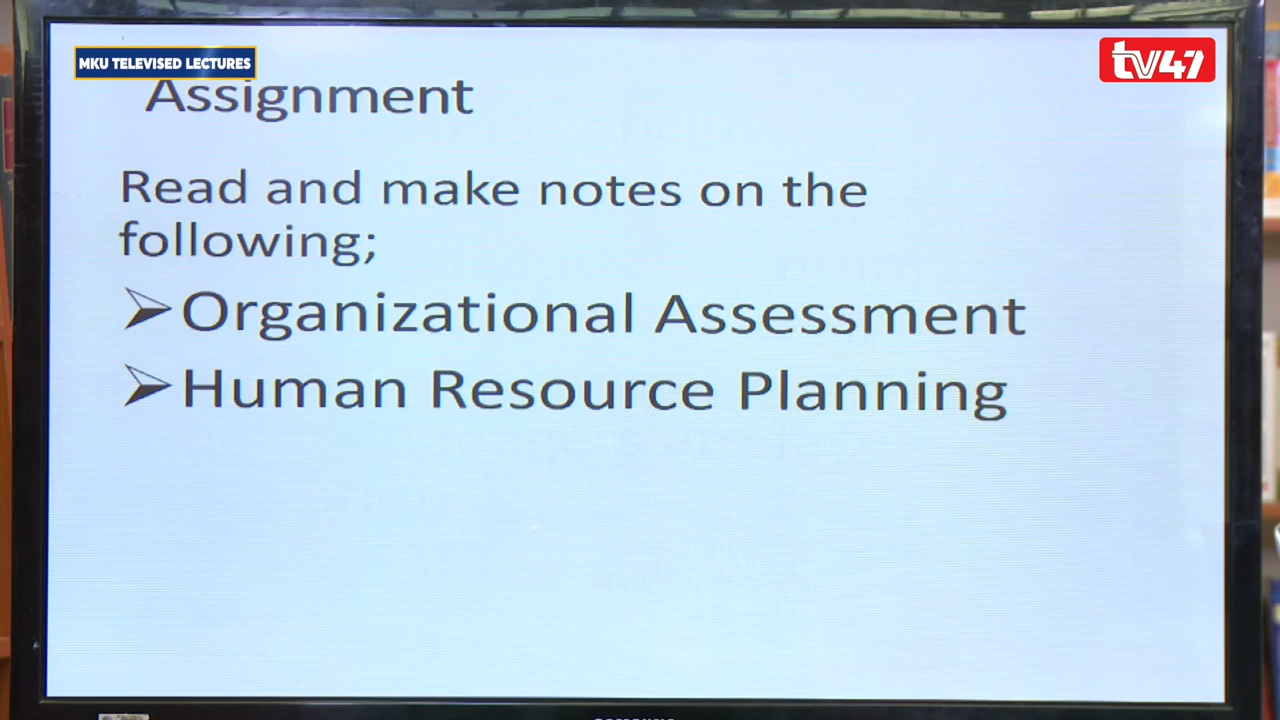 MKU TELEVISED LECTURES
tv47
Assignment
Read and make notes on the
following;
➢Organizational Assessment
➢Human Resource Planning